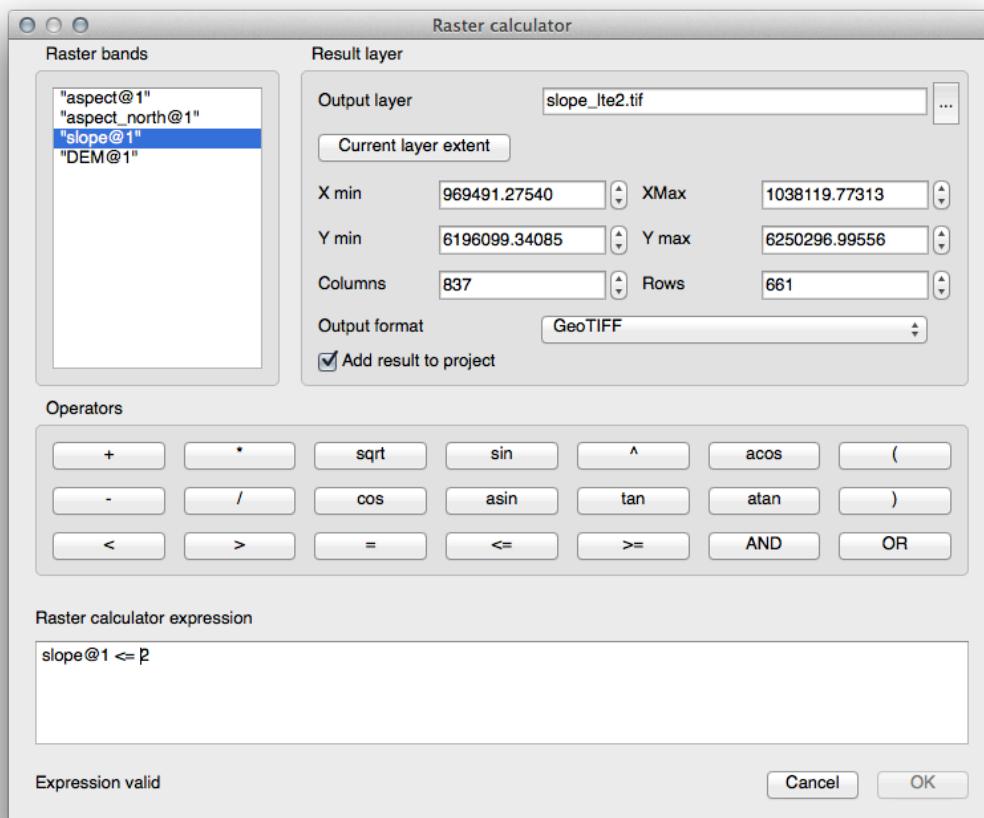 Raster calculator
Raster bands
"aspect@1"
"aspect_north@1"
"slope@1"
"DEM@1"
Result layer
Output layer slope_lte2.tif ...
Current layer extent
X min 969491.27540 XMax 1038119.77313
Y min 6196099.34085 Y max 6250296.99556
Columns 837 Rows 661
Output format GeoTIFF
Add result to project
Operators
+ * sqrt sin ^ acos (
- / cos asin tan atan )
< > = <= >= AND OR
Raster calculator expression
slope@1 <= 2
Expression valid Cancel OK